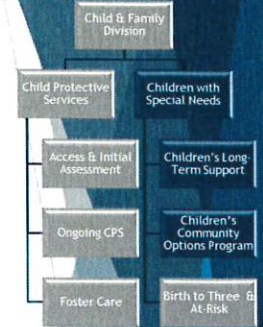 Child & Family
Division
Child Protective
Services
Children with
Special Needs
Access & Initial
Assessment
Children's Long-
Term Support
Ongoing CPS
Children's
Community
Options Program
Foster Care
Birth to Three &
At-Risk